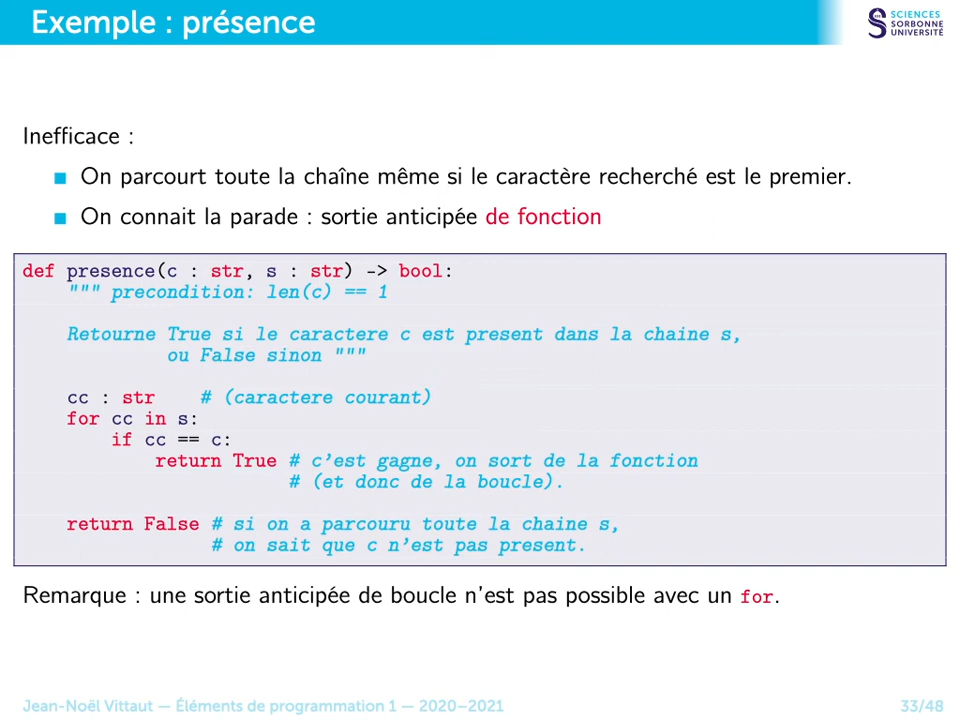 Exemple : présence
SCIENCES
SORBONNE
UNIVERSITÉ
Inefficace :
On parcourt toute la chaîne même si le caractère recherché est le premier.
On connait la parade : sortie anticipée de fonction
def presence(c : str, s : str) -> bool:
""" precondition: len(c) == 1
Retourne True si le caractere c est present dans la chaine s,
ou False sinon """
cc : str # (caractere courant)
for cc in s:
if cc == c:
return True # c'est gagne, on sort de la fonction
# (et donc de la boucle).
return False # si on a parcouru toute la chaine s,
# on sait que c n'est pas present.
Remarque : une sortie anticipée de boucle n'est pas possible avec un for.
Jean-Noël Vittaut — Éléments de programmation 1 — 2020–2021
33/48